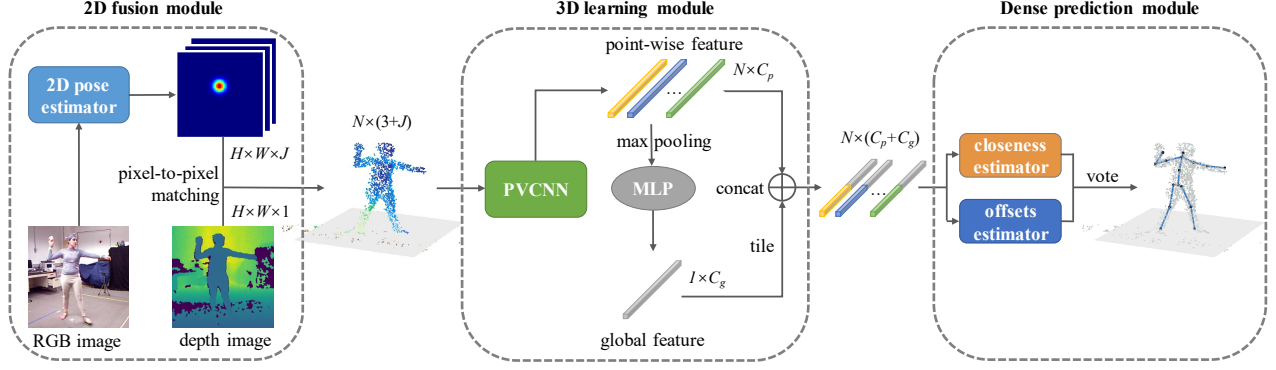 2D fusion module
3D learning module
Dense prediction module
2D pose
estimator
H×W×J
pixel-to-pixel
matching
H×W×1
RGB image
depth image
N×(3+J)
point-wise feature
N×Cp
...
max pooling
PVCNN
MLP
concat
tile
1×Cg
global feature
N×(Cp+Cg)
...
closeness
estimator
offsets
estimator
vote